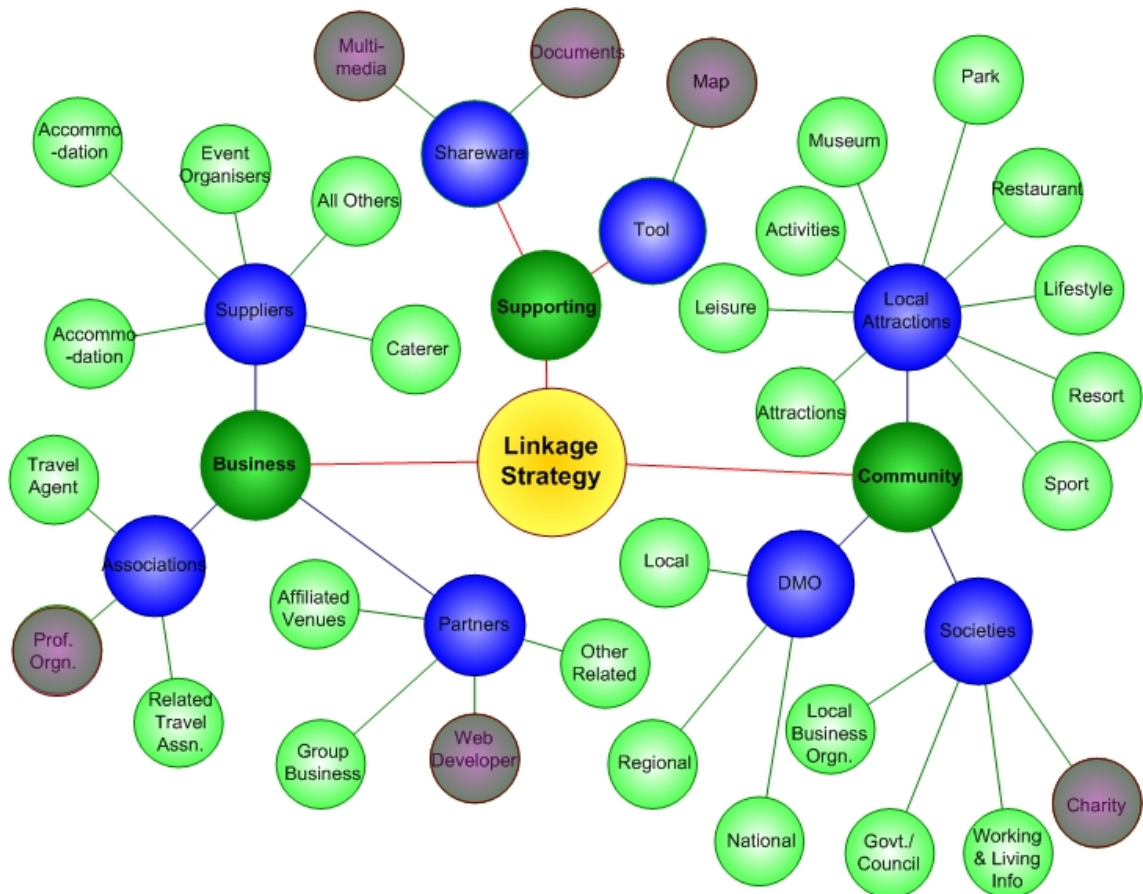 Multi-
media
Documents
Map
Shareware
Tool
Supporting
Accommo
-dation
Event
Organisers
All Others
Suppliers
Accommo
-dation
Caterer
Park
Museum
Restaurant
Activities
Leisure
Local
Attractions
Lifestyle
Attractions
Resort
Sport
Linkage
Strategy
Business
Community
Travel
Agent
Associations
Prof.
Orgn.
Related
Travel
Assn.
Affiliated
Venues
Partners
Other
Related
Group
Business
Web
Developer
Local
DMO
Societies
Regional
National
Local
Business
Orgn.
Govt./
Council
Working
& Living
Info
Charity